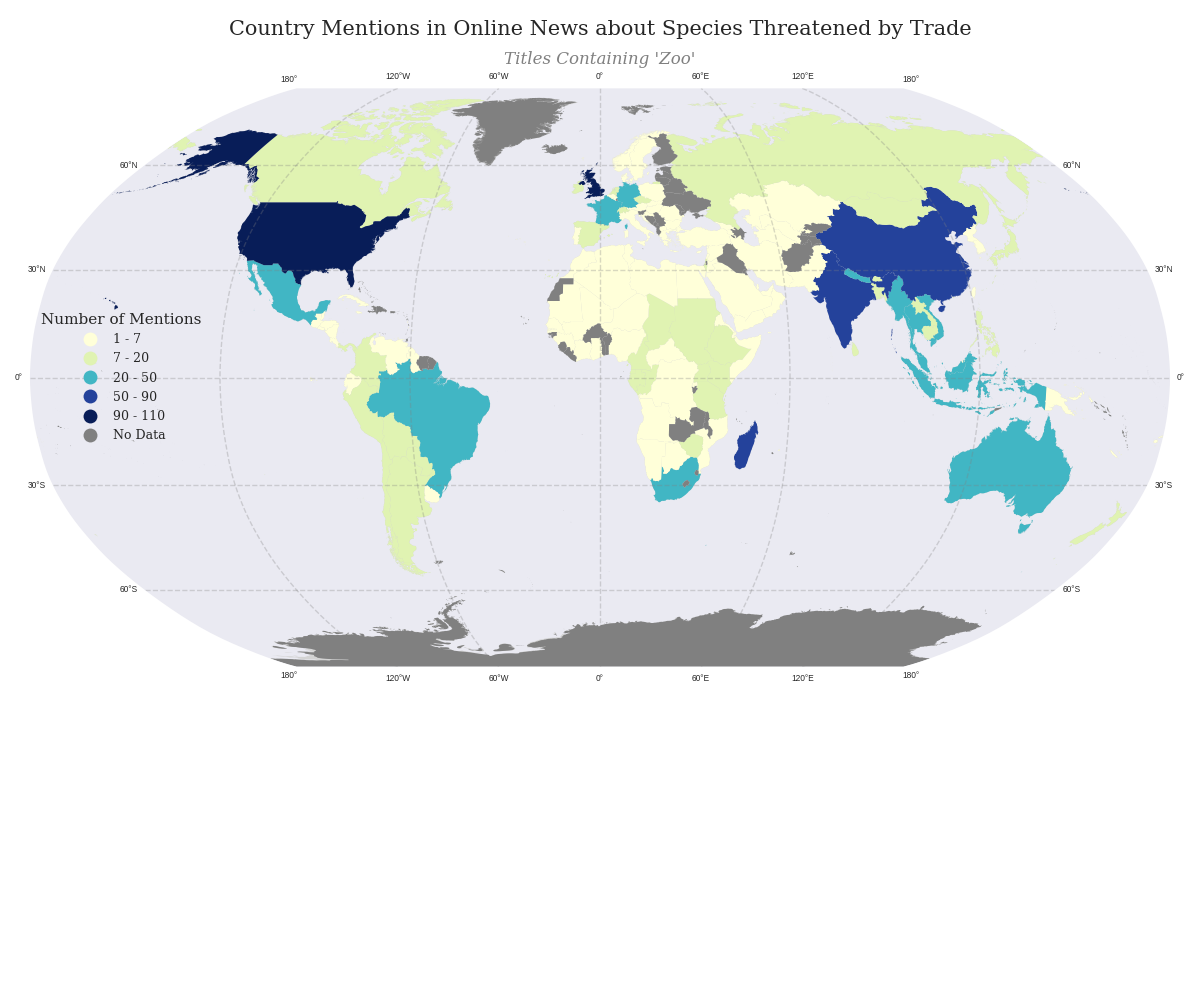 Country Mentions in Online News about Species Threatened by Trade
Titles Containing 'Zoo'
180° 120°W 60°W 0° 60°E 120°E 180°
60°N 60°N
30°N 30°N
Number of Mentions
1 - 7
7 - 20
20 - 50
50 - 90
90 - 110
No Data
0° 0°
30°S 30°S
60°S 60°S
180° 120°W 60°W 0° 60°E 120°E 180°